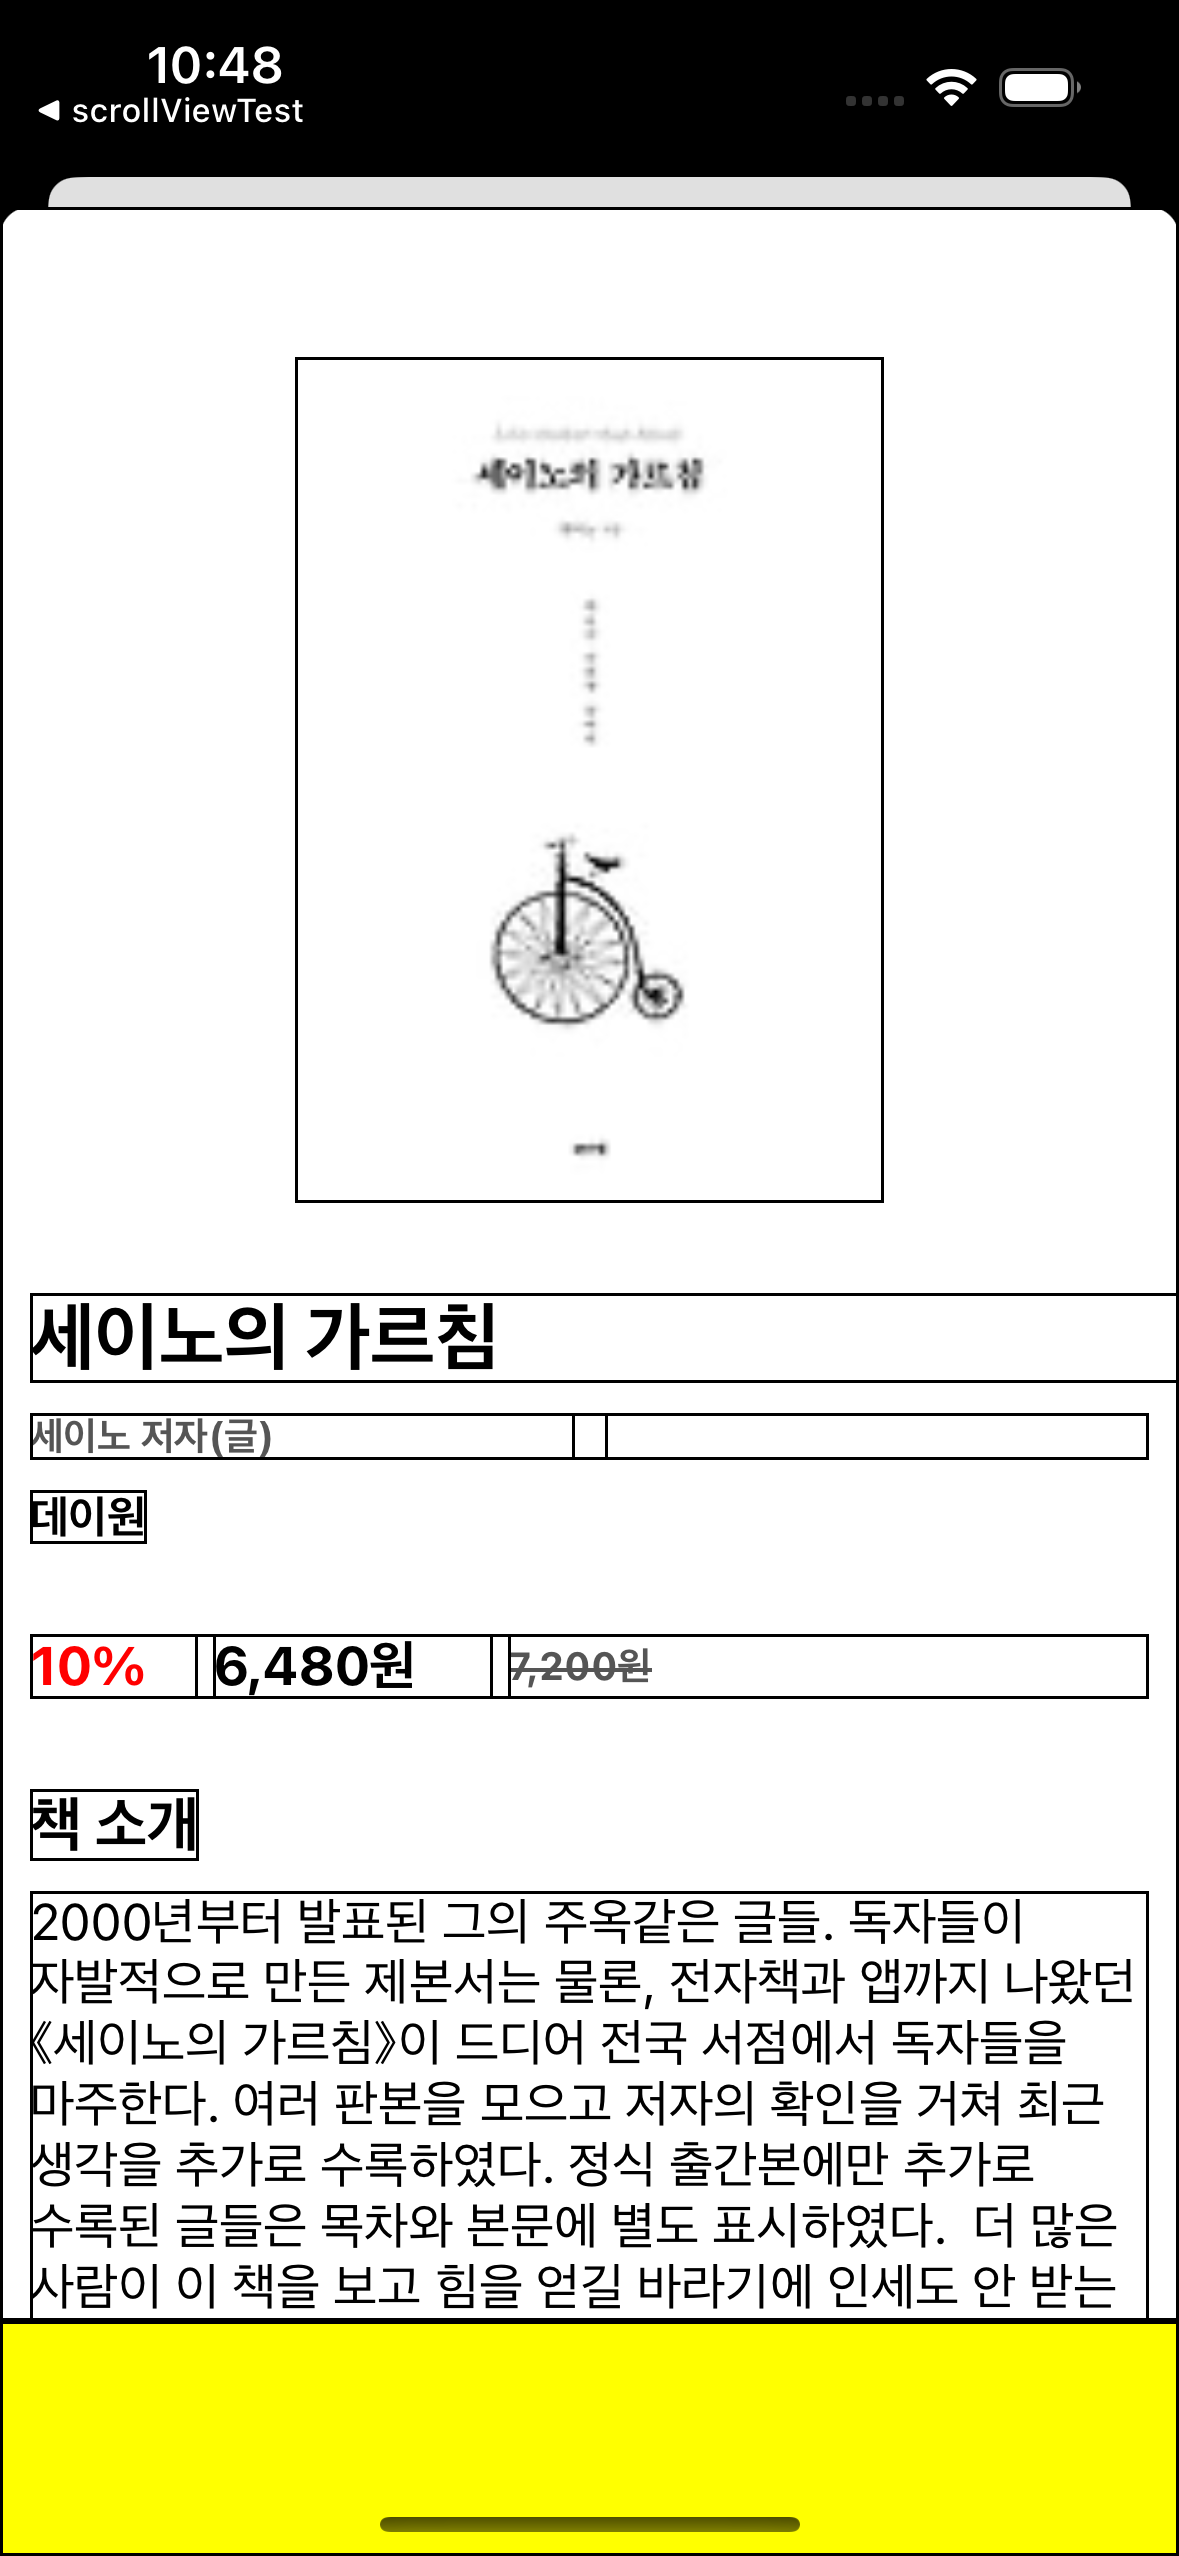 10:48
◀ scrollViewTest
세이노의 가르침
세이노의 가르침
세이노 저자(글)
데이원
10% 6,480원 7,200원
책 소개
2000년부터 발표된 그의 주옥같은 글들. 독자들이
자발적으로 만든 제본서는 물론, 전자책과 앱까지 나왔던
《세이노의 가르침》이 드디어 전국 서점에서 독자들을
마주한다. 여러 판본을 모으고 저자의 확인을 거쳐 최근
생각을 추가로 수록하였다. 정식 출간본에만 추가로
수록된 글들은 목차와 본문에 별도 표시하였다.  더 많은
사람이 이 책을 보고 힘을 얻길 바라기에 인세도 안 받는